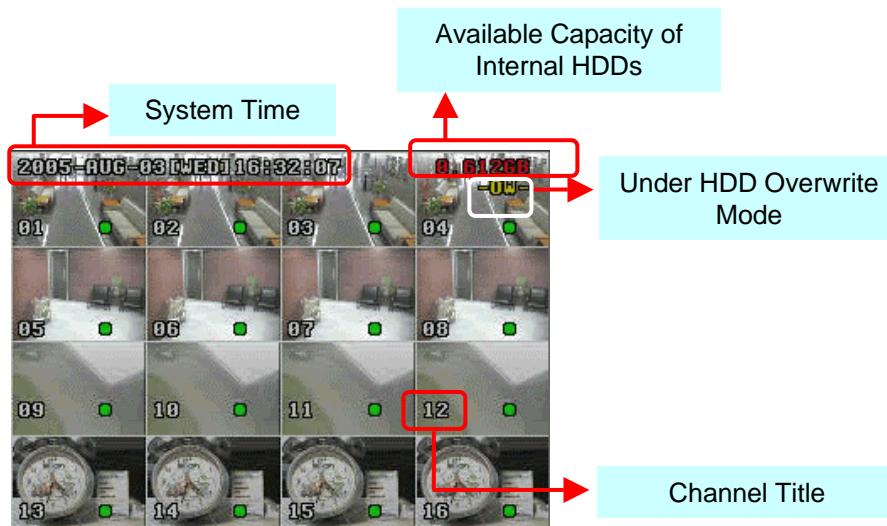 Available Capacity of
Internal HDDs
System Time
2005-AUG-03[WED]16:32:07
0.612GB
-OW-
Under HDD Overwrite
Mode
01 02 03 04
05 06 07 08
09 10 11 12
13 14 15 16
Channel Title